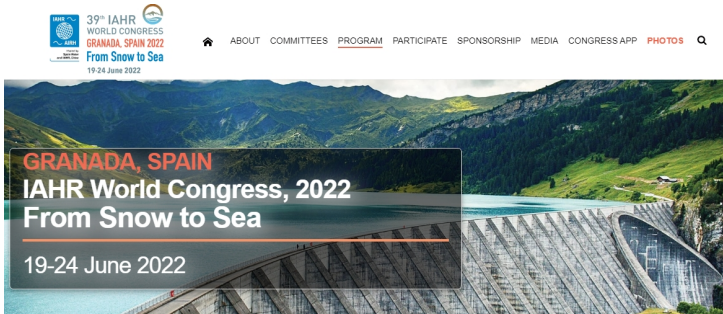 IAHR
AIRH
39th IAHR
WORLD CONGRESS
GRANADA, SPAIN 2022
From Snow to Sea
19-24 June 2022
ABOUT COMMITTEES PROGRAM PARTICIPATE SPONSORSHIP MEDIA CONGRESS APP PHOTOS
GRANADA, SPAIN
IAHR World Congress, 2022
From Snow to Sea
19-24 June 2022